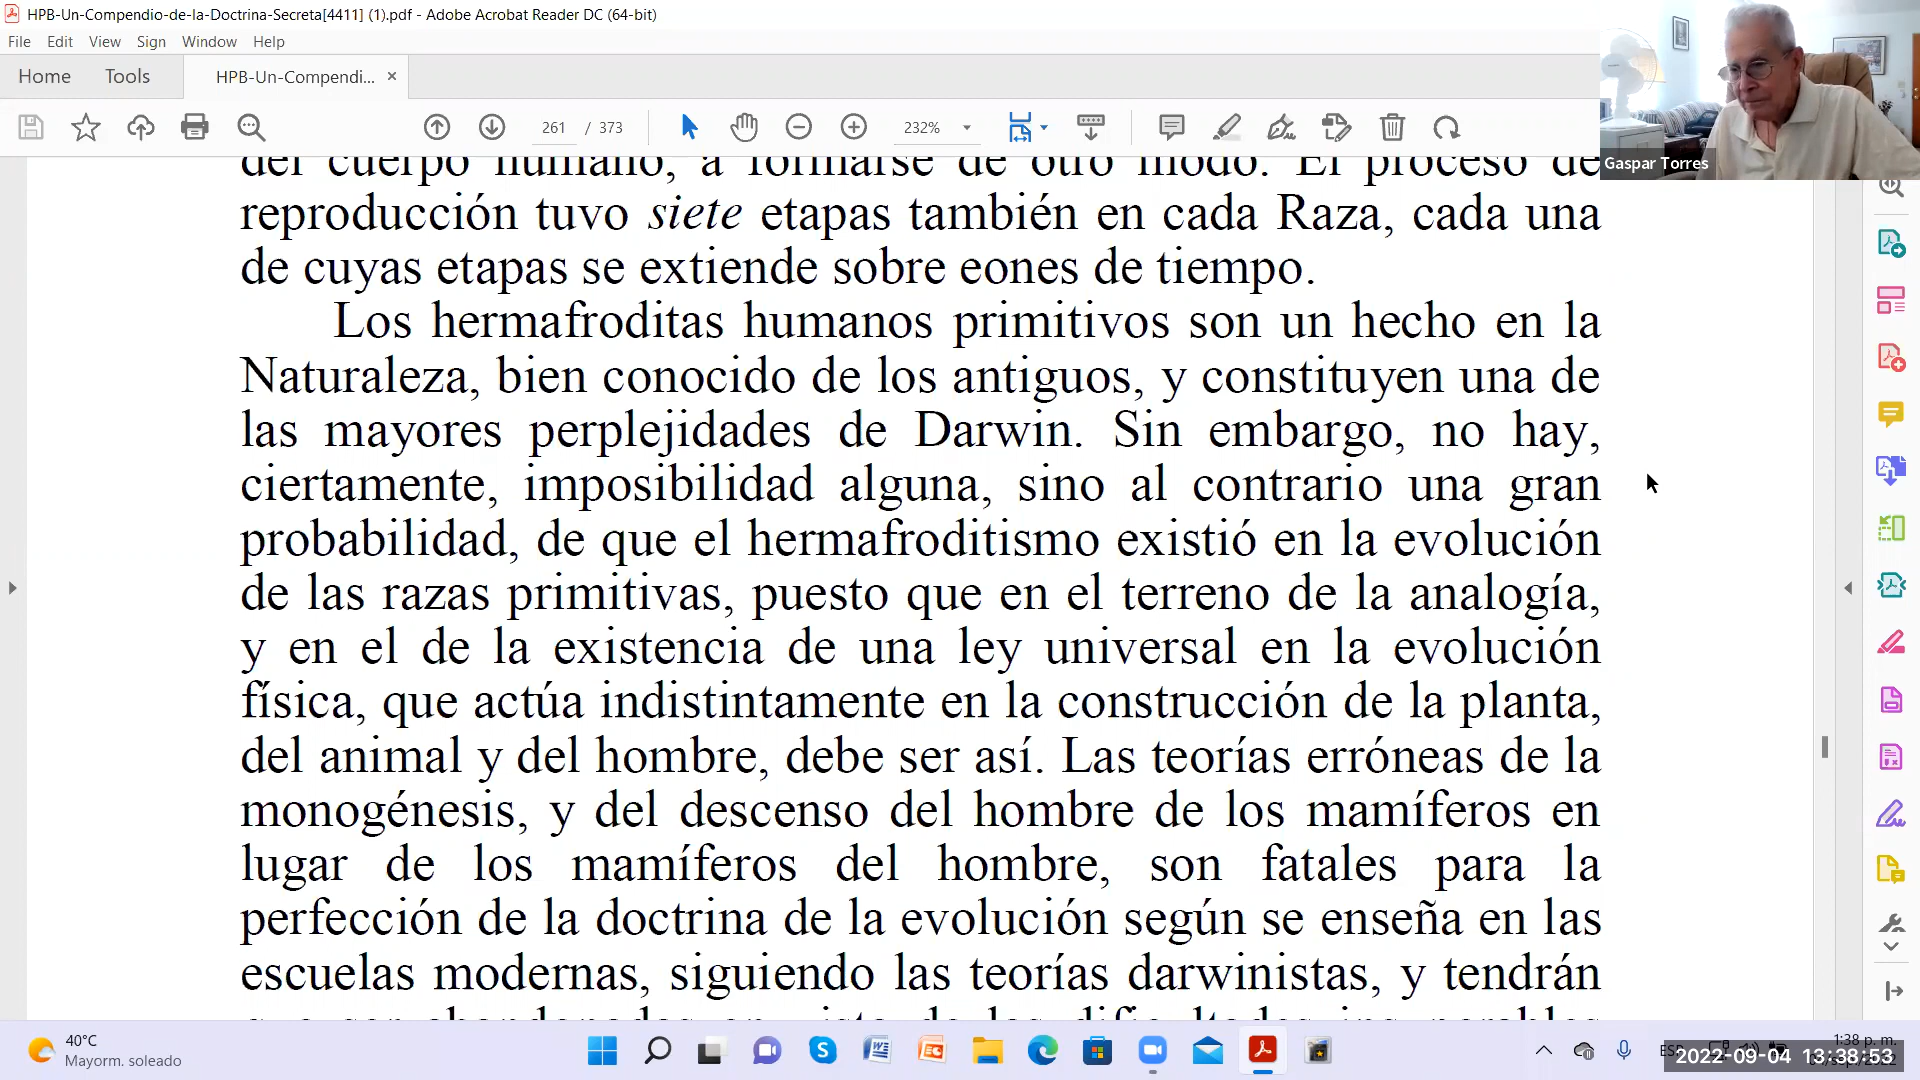 HPB-Un-Compendio-de-la-Doctrina-Secreta[4411] (1).pdf - Adobe Acrobat Reader DC (64-bit)
File Edit View Sign Window Help
Home Tools HPB-Un-Compendi... ×
261 / 373 232%
Gaspar Torres
del cuerpo humano, a formarse de otro modo. El proceso de
reproducción tuvo siete etapas también en cada Raza, cada una
de cuyas etapas se extiende sobre eones de tiempo.
Los hermafroditas humanos primitivos son un hecho en la
Naturaleza, bien conocido de los antiguos, y constituyen una de
las mayores perplejidades de Darwin. Sin embargo, no hay,
ciertamente, imposibilidad alguna, sino al contrario una gran
probabilidad, de que el hermafroditismo existió en la evolución
de las razas primitivas, puesto que en el terreno de la analogía,
y en el de la existencia de una ley universal en la evolución
física, que actúa indistintamente en la construcción de la planta,
del animal y del hombre, debe ser así. Las teorías erróneas de la
monogénesis, y del descenso del hombre de los mamíferos en
lugar de los mamíferos del hombre, son fatales para la
perfección de la doctrina de la evolución según se enseña en las
escuelas modernas, siguiendo las teorías darwinistas, y tendrán
40°C
Mayorm. soleado
1:38 p. m.
2022-09-04 13:38:53